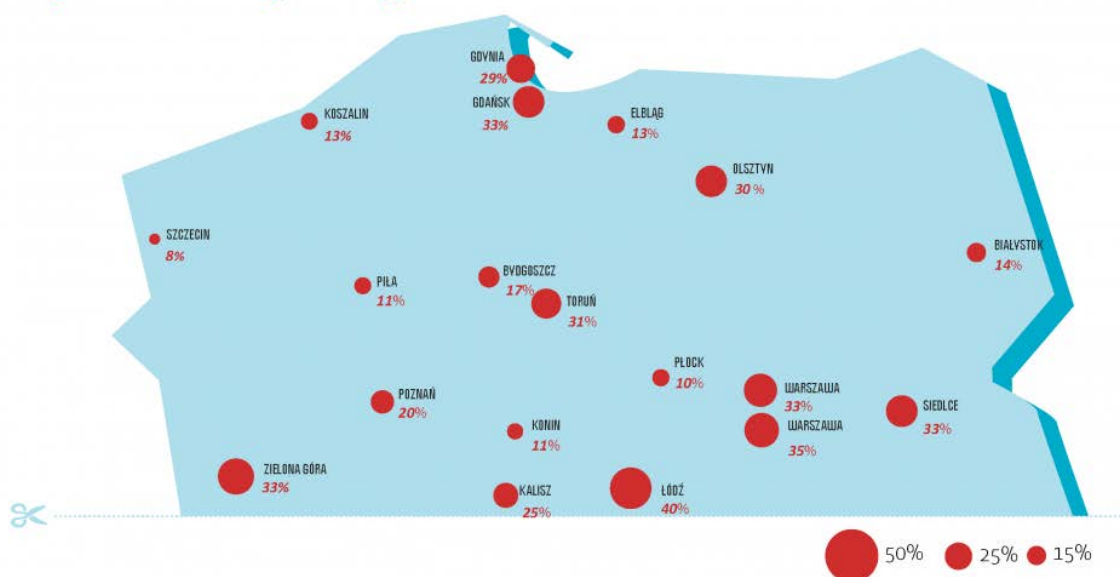 GDYNIA
29%
GDAŃSK
33%
KOSZALIN
13%
ELBLĄG
13%
OLSZTYN
30 %
SZCZECIN
8%
BIAŁYSTOK
14%
PIŁA
11%
BYDGOSZCZ
17%
TORUŃ
31%
PŁOCK
10%
POZNAŃ
20%
WARSZAWA
33%
SIEDLCE
33%
KONIN
11%
WARSZAWA
35%
ZIELONA GÓRA
33%
KALISZ
25%
ŁÓDŹ
40%
50%
25%
15%